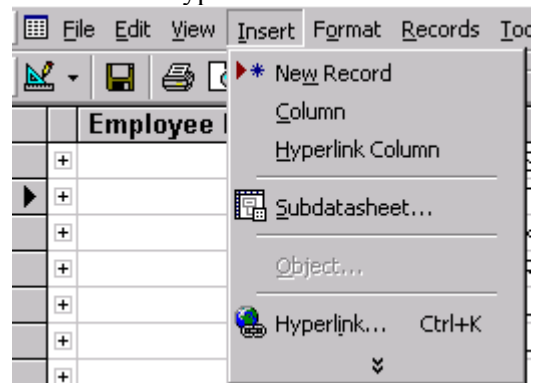 File Edit View Insert Format Records
New Record
Employee
Column
Hyperlink Column
Subdatasheet...
Object...
Hyperlink... Ctrl+K